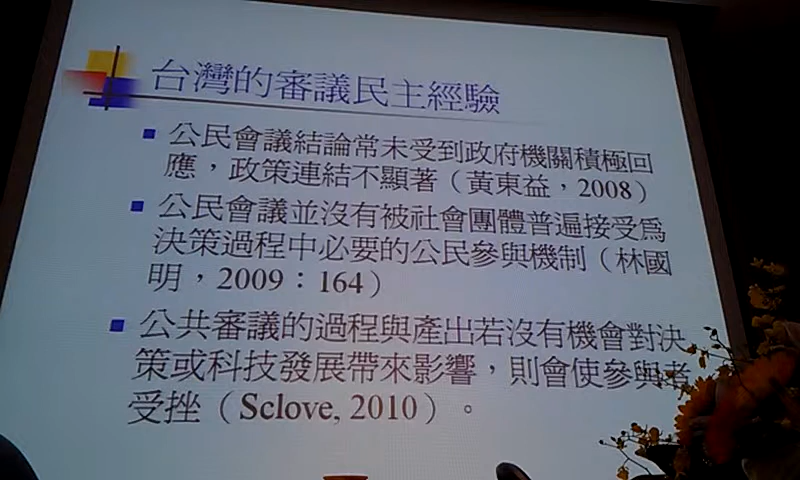 台灣的審議民主經驗
公民會議結論常未受到政府機關積極回
應，政策連結不顯著（黃東益，2008）
公民會議並沒有被社會團體普遍接受為
決策過程中必要的公民參與機制（林國
明，2009：164）
公共審議的過程與產出若沒有機會對決
策或科技發展帶來影響，則會使參與者
受挫（Sclove, 2010）。